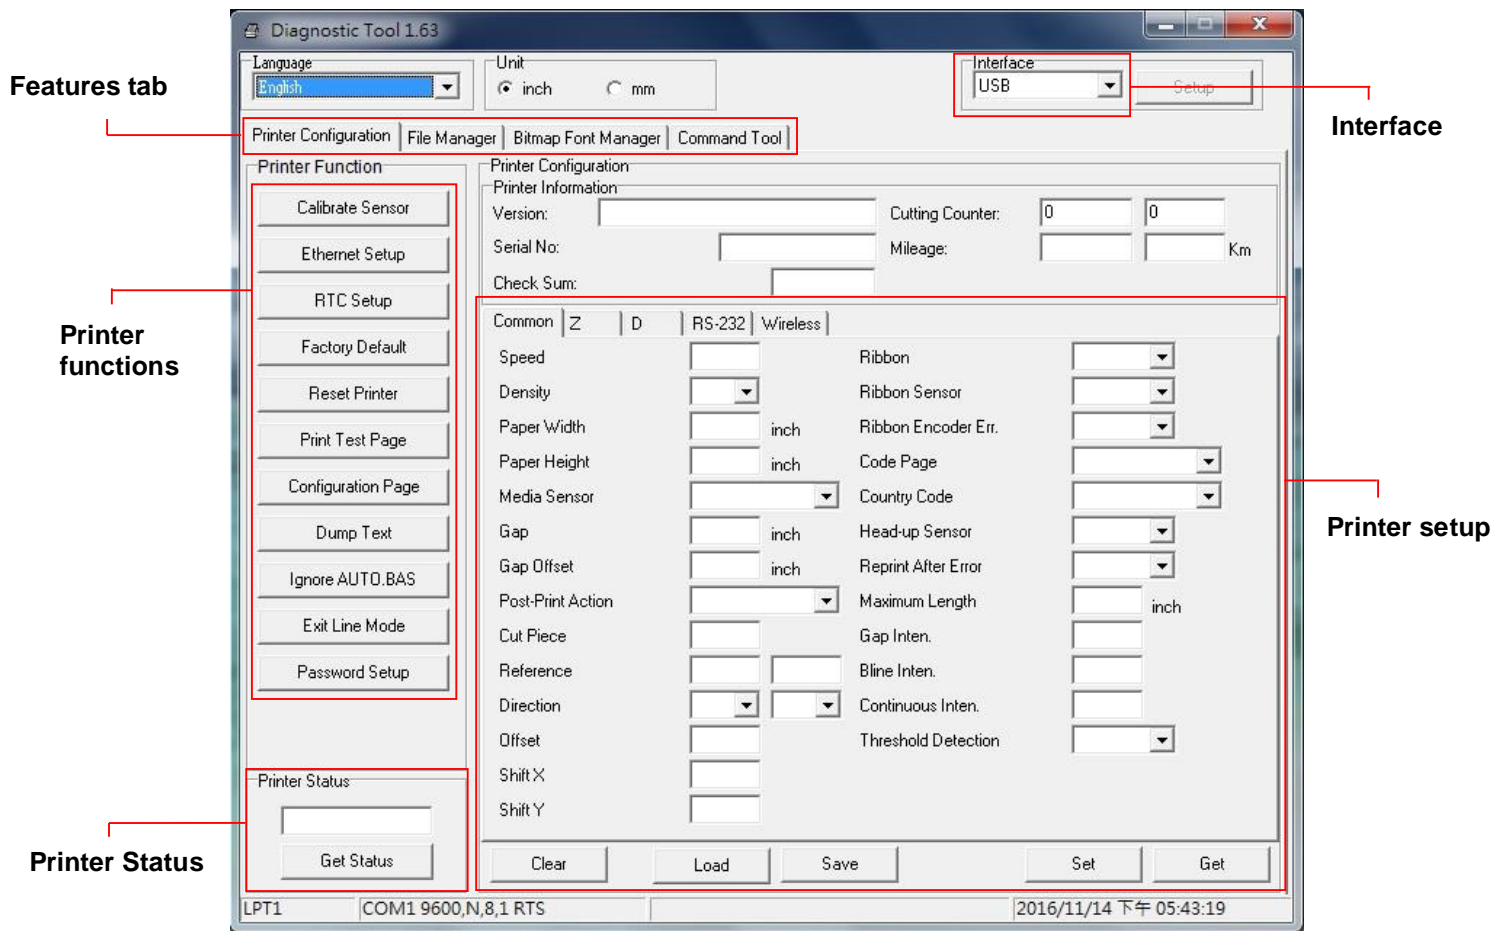 Diagnostic Tool 1.63
Language
English
Unit
inch
mm
Interface
USB
Setup
Features tab
Interface
Printer Configuration
File Manager
Bitmap Font Manager
Command Tool
Printer Function
Calibrate Sensor
Ethernet Setup
RTC Setup
Factory Default
Reset Printer
Print Test Page
Configuration Page
Dump Text
Ignore AUTO.BAS
Exit Line Mode
Password Setup
Printer
functions
Printer Configuration
Printer Information
Version:
Cutting Counter: 0 0
Serial No:
Mileage: Km
Check Sum:
Common Z D RS-232 Wireless
Speed
Ribbon
Density
Ribbon Sensor
Paper Width inch
Ribbon Encoder Err.
Paper Height inch
Code Page
Media Sensor
Country Code
Gap inch
Head-up Sensor
Gap Offset inch
Reprint After Error
Post-Print Action
Maximum Length inch
Cut Piece
Gap Inten.
Reference
Bline Inten.
Direction
Continuous Inten.
Offset
Threshold Detection
Shift X
Shift Y
Printer setup
Printer Status
Get Status
Printer Status
Clear
Load
Save
Set
Get
LPT1
COM1 9600,N,8,1 RTS
2016/11/14 下午 05:43:19